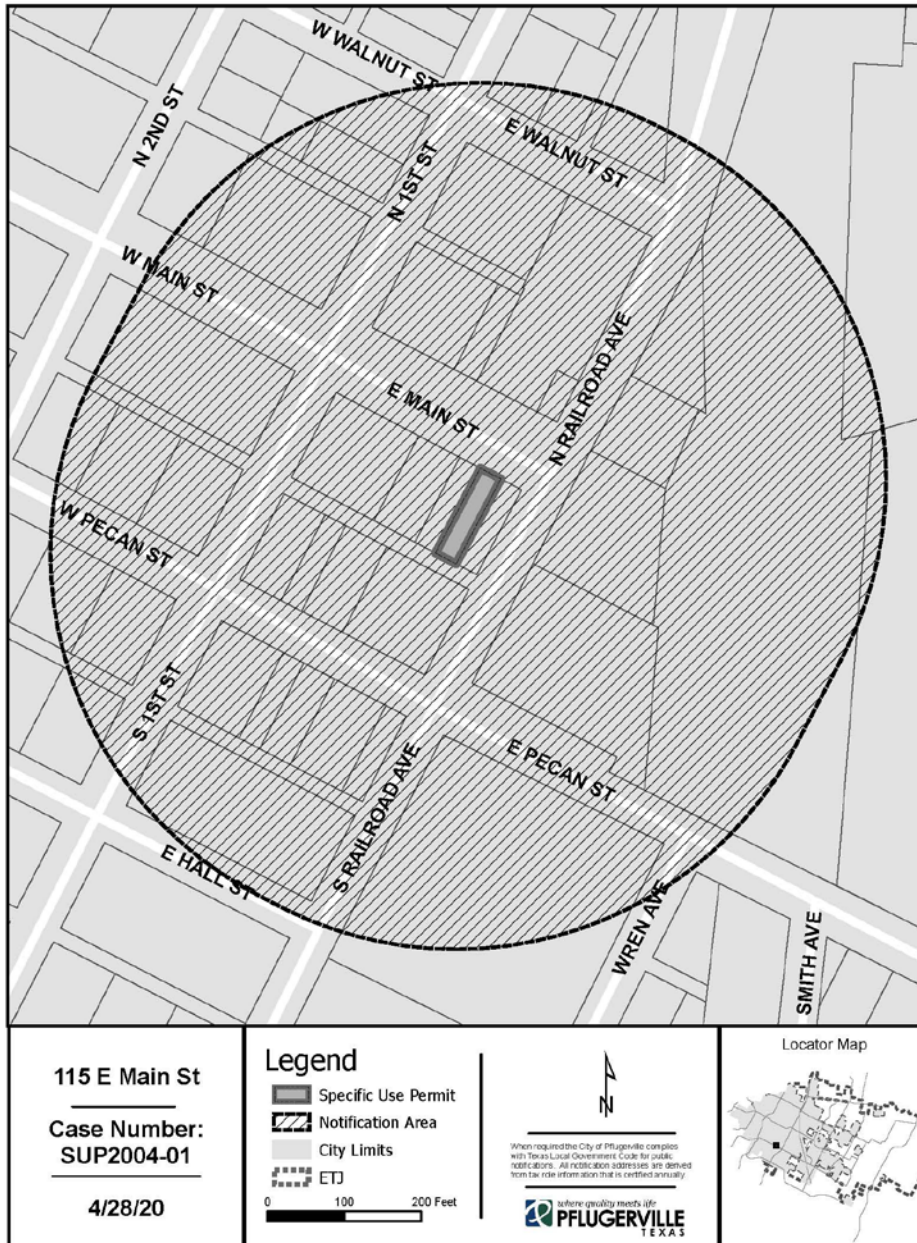 W WALNUT ST
N 2ND ST
E WALNUT ST
N 1ST ST
W MAIN ST
N RAILROAD AVE
E MAIN ST
W PECAN ST
S 1ST ST
E PECAN ST
S RAILROAD AVE
E HALL ST
WREN AVE
SMITH AVE
115 E Main St
Case Number:
SUP2004-01
4/28/20
Legend
Specific Use Permit
Notification Area
City Limits
ETJ
0 100 200 Feet
N
When required the City of Pflugerville complies
with Texas Local Government Code for public
notifications. All notification addresses are derived
from tax role information that is certified annually.
where quality meets life
PFLUGERVILLE
TEXAS
Locator Map